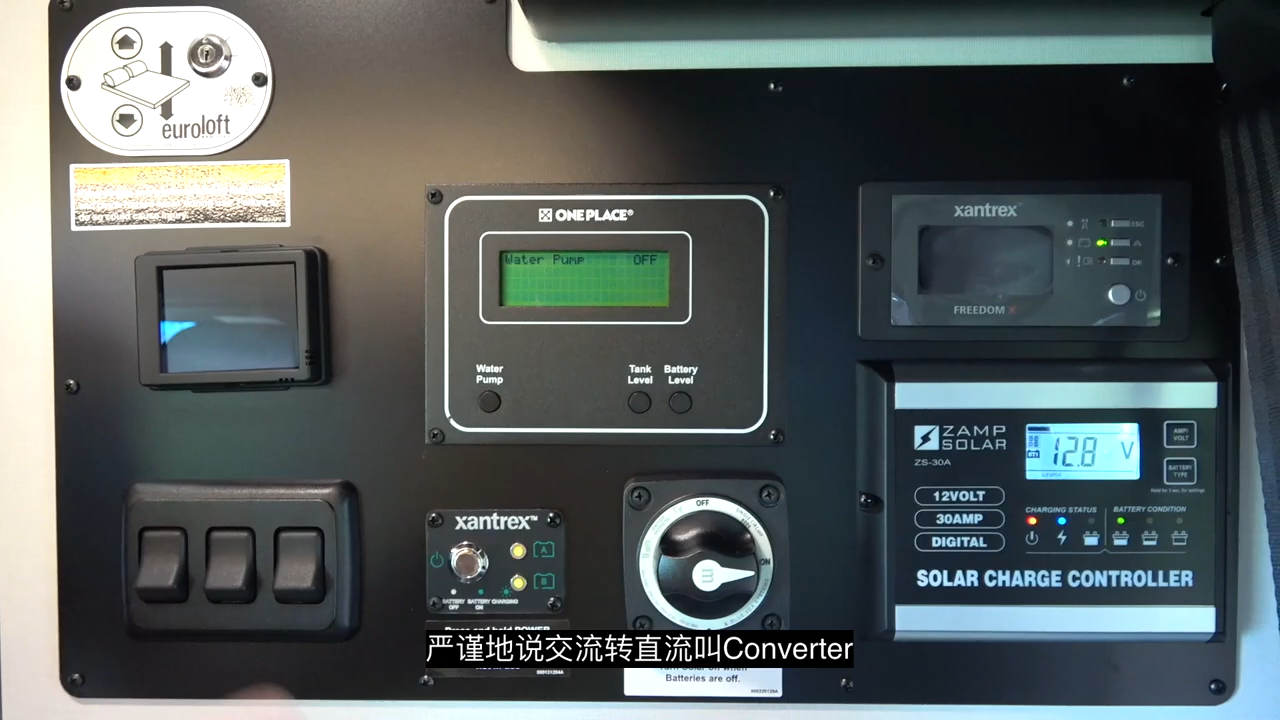 euroloft
ONE PLACE®
Water Pump OFF
Water
Pump
Tank
Level
Battery
Level
xantrex
ESC
OK
FREEDOM X
ZAMP
SOLAR
ZS-30A
12.8 V
AMP/
VOLT
BATTERY
TYPE
12VOLT
30AMP
DIGITAL
CHARGING STATUS
BATTERY CONDITION
SOLAR CHARGE CONTROLLER
xantrex™
A
B
BATTERY
OFF
BATTERY
ON
CHARGING
OFF
ON
Batteries are off.
严谨地说交流转直流叫Converter